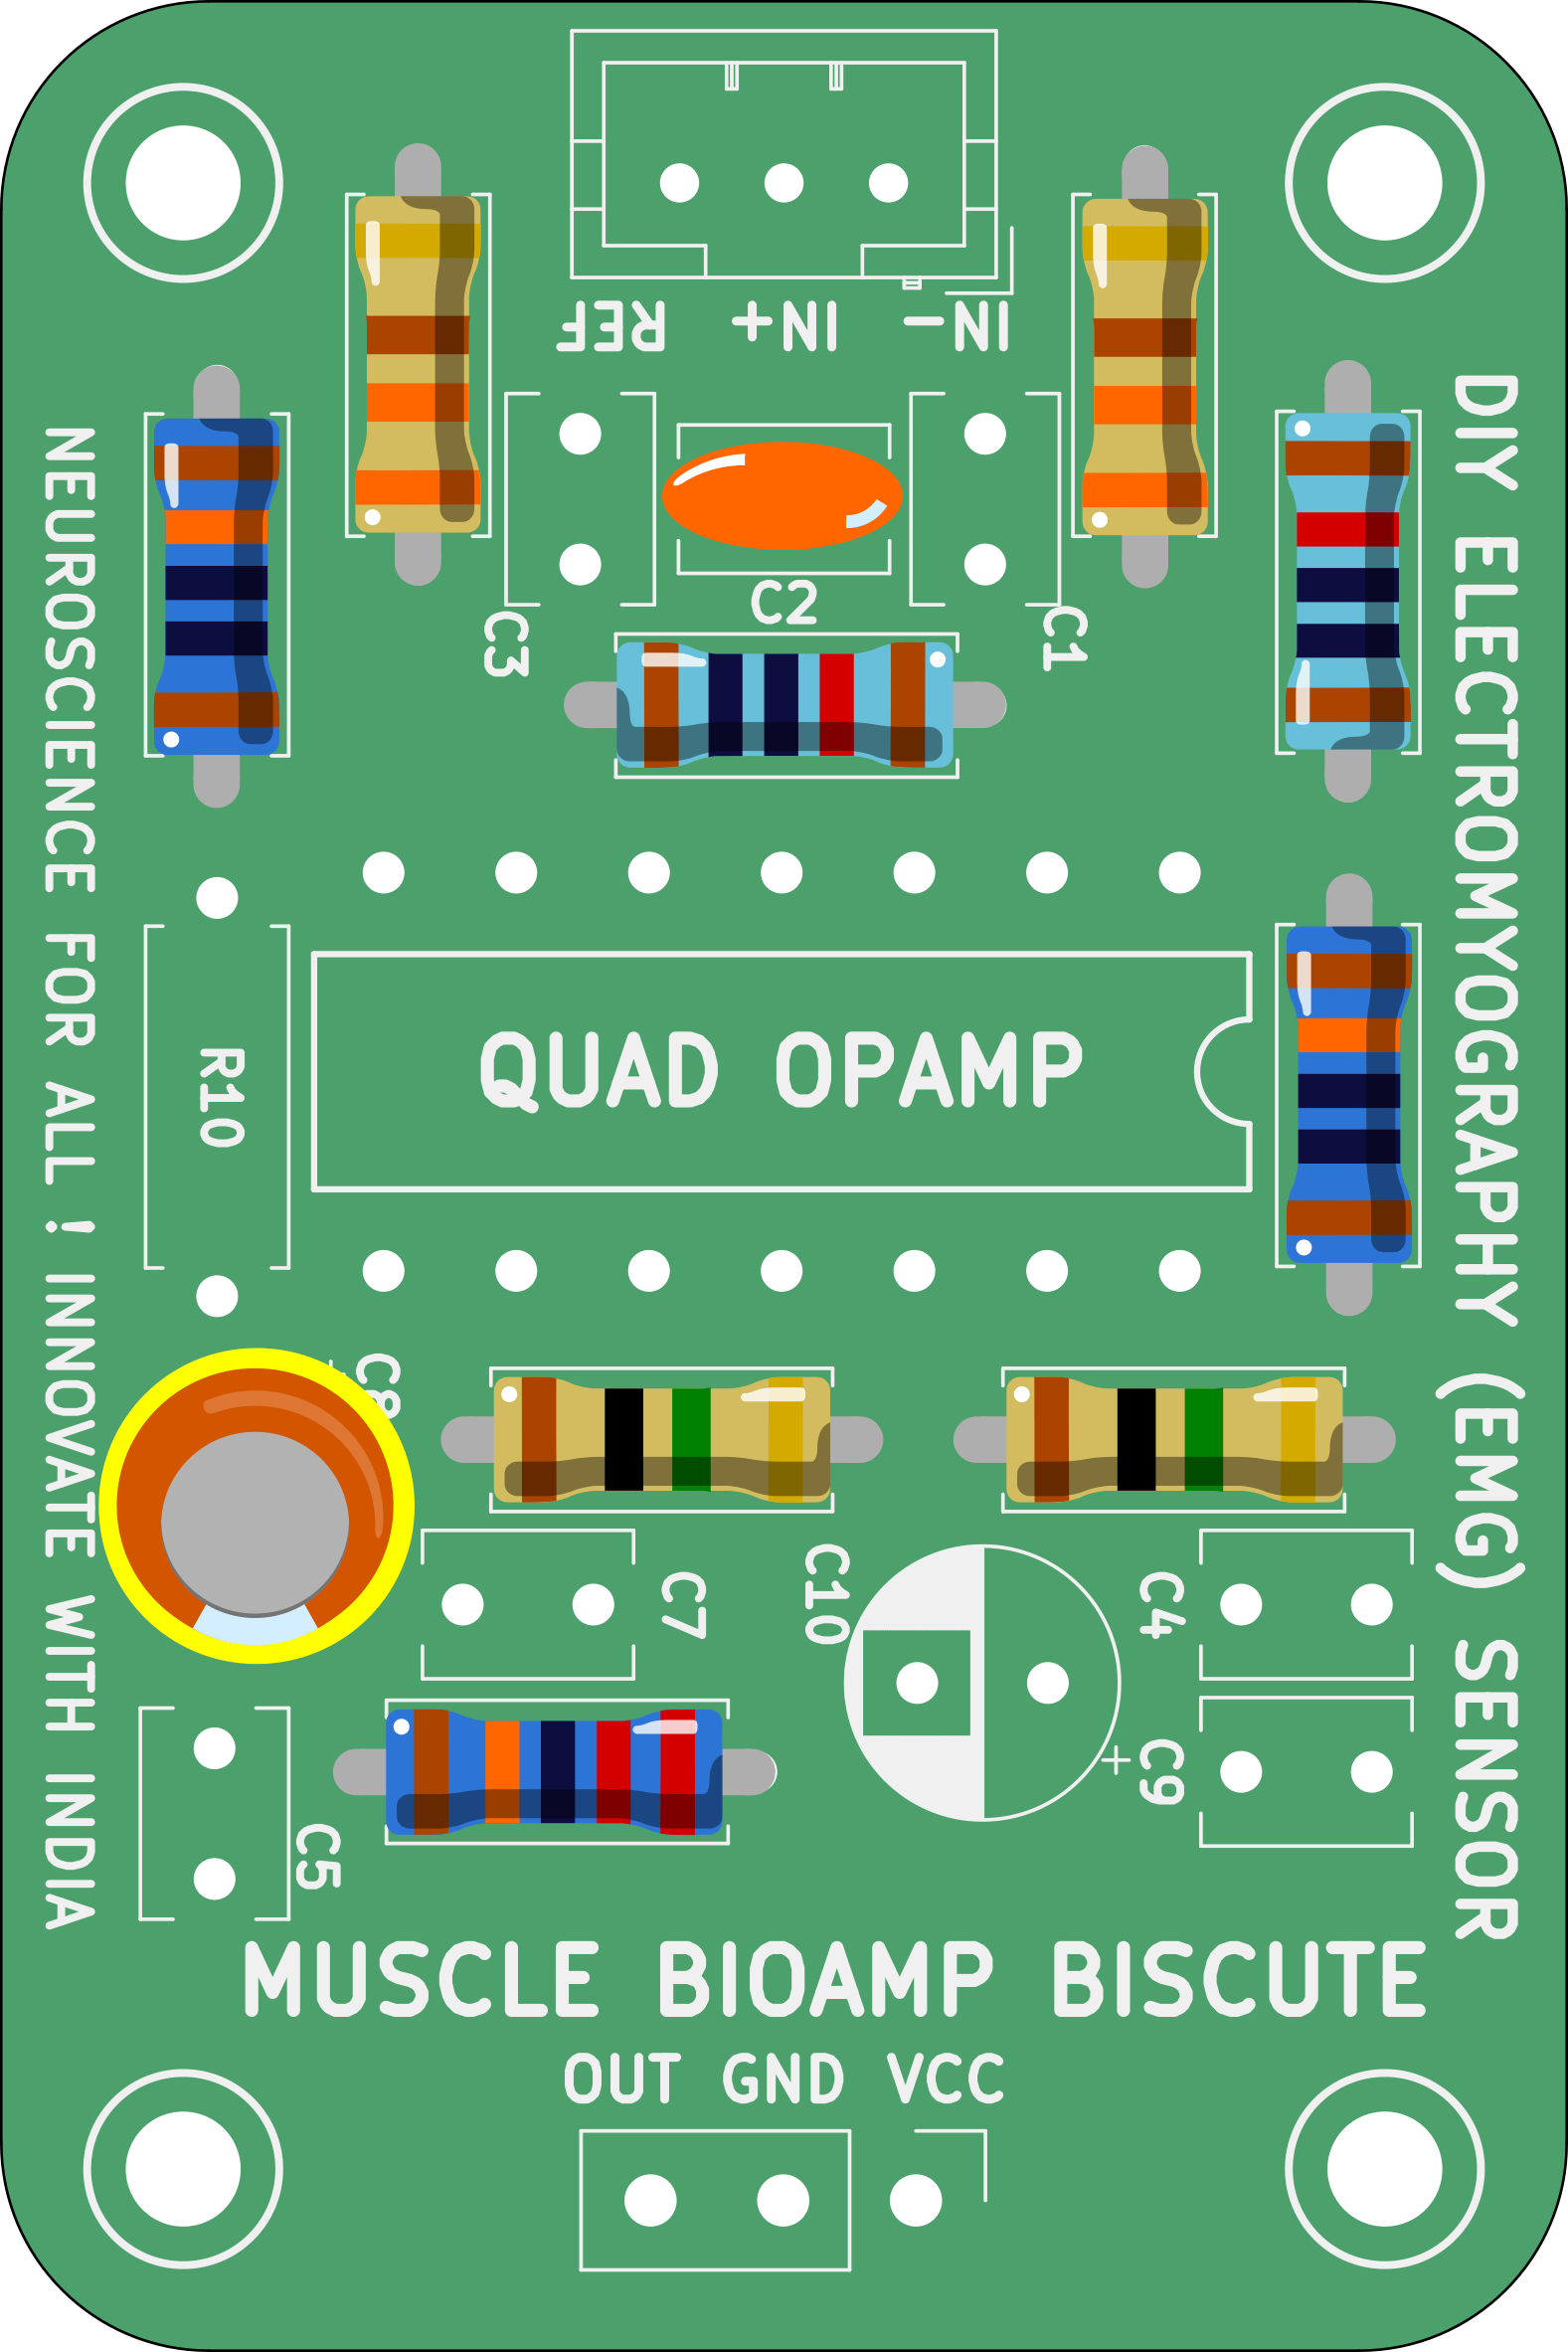 REF IN+ IN-
C3
C2
C1
NEUROSCIENCE FOR ALL ! INNOVATE WITH INDIA
DIY ELECTROMYOGRAPHY (EMG) SENSOR
R10
QUAD OPAMP
C8
C7
C10
C4
C9
C5
MUSCLE BIOAMP BISCUTE
OUT GND VCC